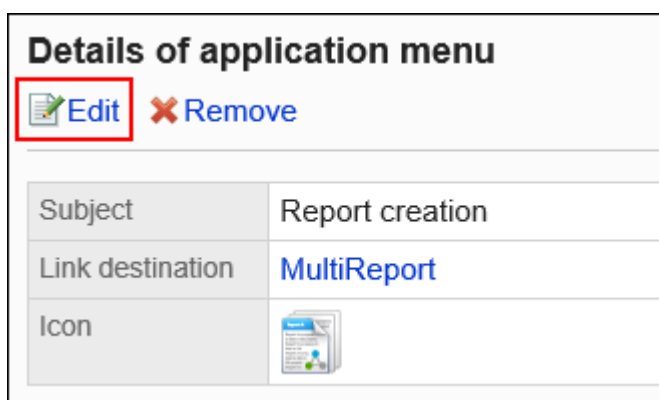 Details of application menu
Edit Remove
Subject Report creation
Link destination MultiReport
Icon